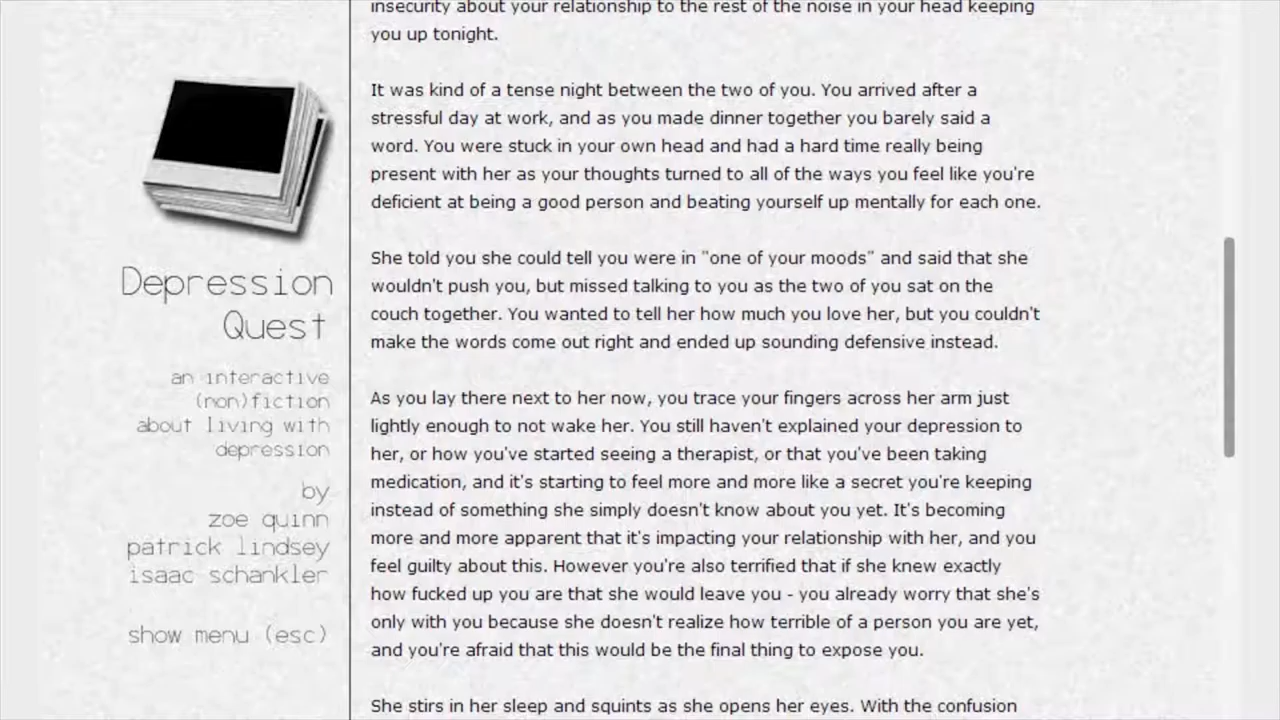 insecurity about your relationship to the rest of the noise in your head keeping
you up tonight.
It was kind of a tense night between the two of you. You arrived after a
stressful day at work, and as you made dinner together you barely said a
word. You were stuck in your own head and had a hard time really being
present with her as your thoughts turned to all of the ways you feel like you're
deficient at being a good person and beating yourself up mentally for each one.
She told you she could tell you were in "one of your moods" and said that she
wouldn't push you, but missed talking to you as the two of you sat on the
couch together. You wanted to tell her how much you love her, but you couldn't
make the words come out right and ended up sounding defensive instead.
As you lay there next to her now, you trace your fingers across her arm just
lightly enough to not wake her. You still haven't explained your depression to
her, or how you've started seeing a therapist, or that you've been taking
medication, and it's starting to feel more and more like a secret you're keeping
instead of something she simply doesn't know about you yet. It's becoming
more and more apparent that it's impacting your relationship with her, and you
feel guilty about this. However you're also terrified that if she knew exactly
how fucked up you are that she would leave you - you already worry that she's
only with you because she doesn't realize how terrible of a person you are yet,
and you're afraid that this would be the final thing to expose you.
She stirs in her sleep and squints as she opens her eyes. With the confusion
Depression
Quest
an interactive
(non)fiction
about living with
depression
by
zoe quinn
patrick lindsey
isaac schankler
show menu (esc)